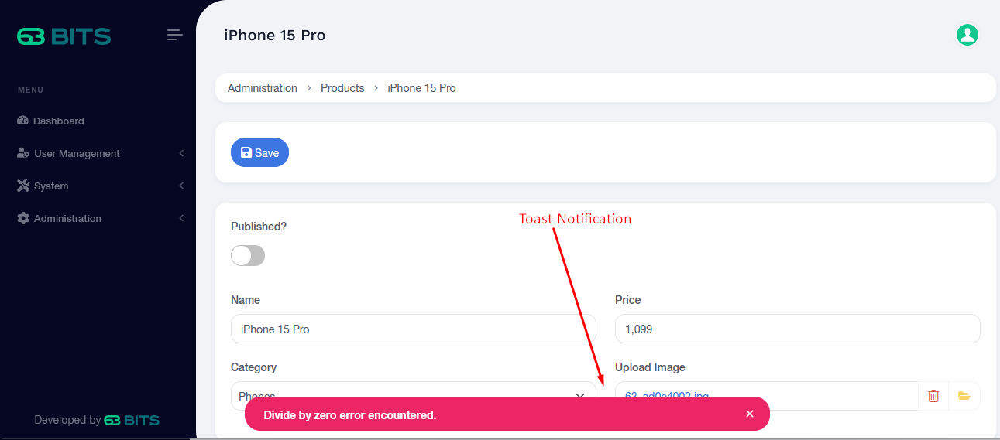 63 BITS
iPhone 15 Pro
MENU
Dashboard
User Management
System
Administration
Developed by 63 BITS
Administration > Products > iPhone 15 Pro
Save
Published?
Toast Notification
Name
Price
iPhone 15 Pro
1,099
Category
Upload Image
Phones
63_ad0e4002.jpg
Divide by zero error encountered.